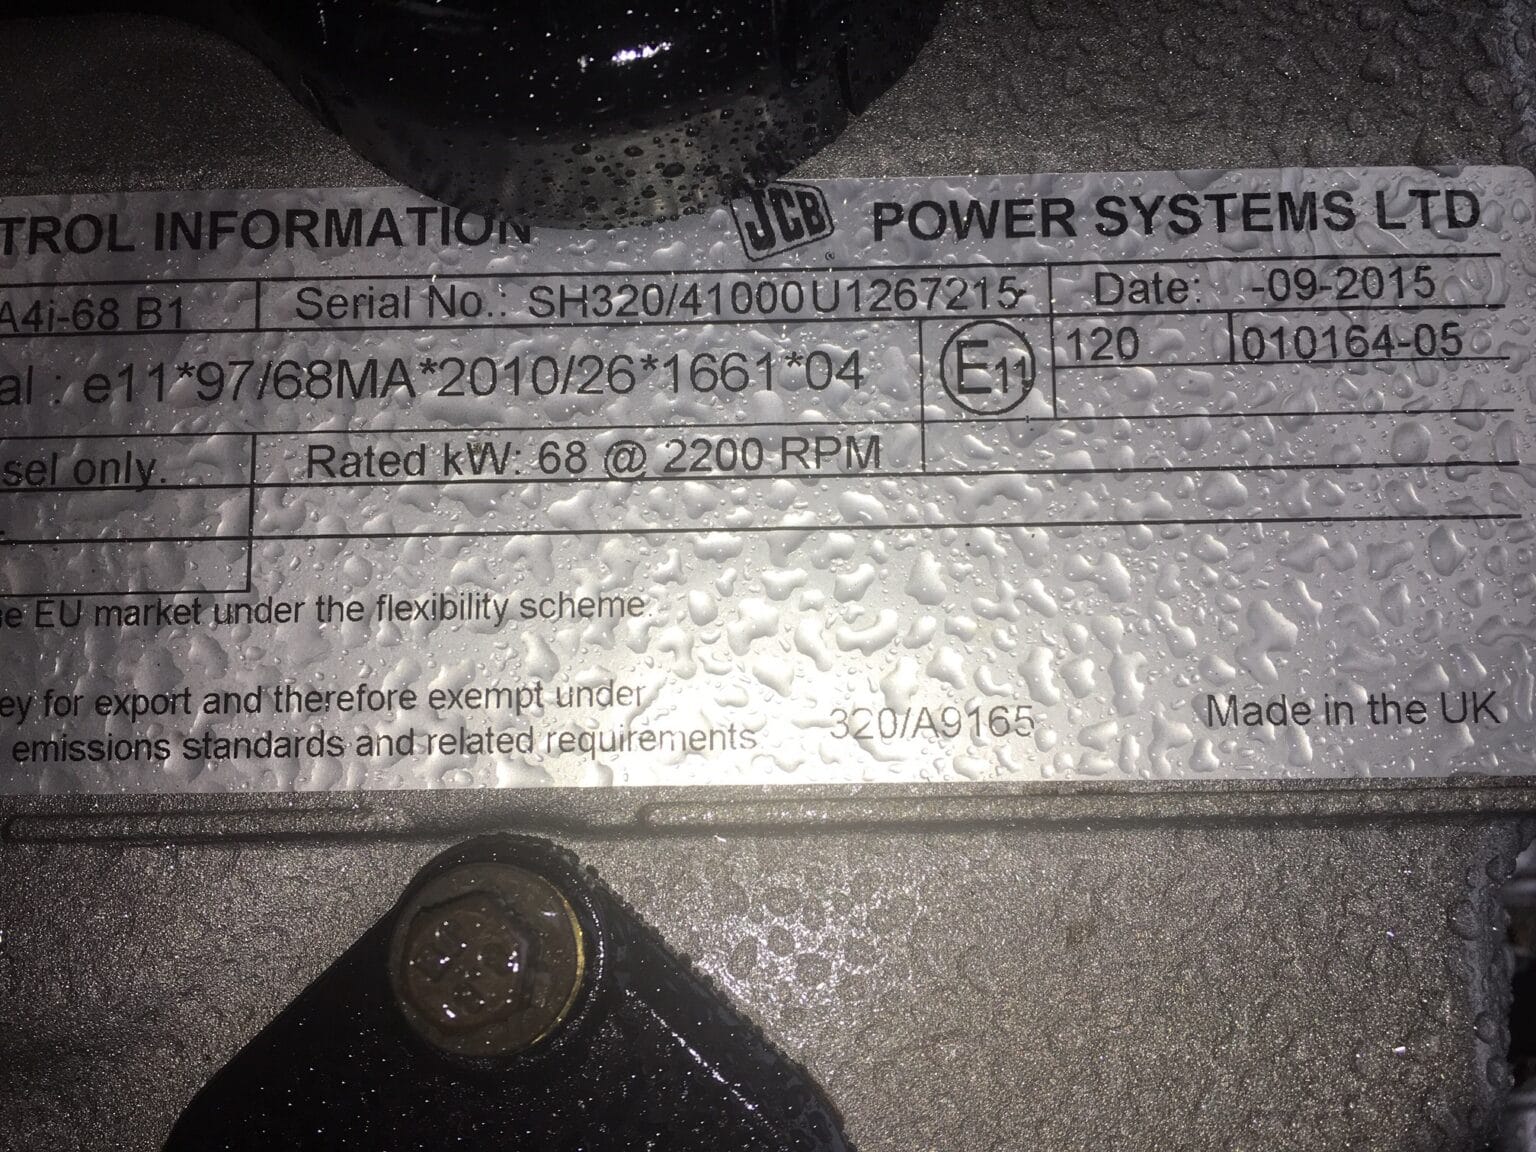 TROL INFORMATION JCB POWER SYSTEMS LTD
A4i-68 B1 Serial No.: SH320/41000U1267215 Date: -09-2015
al : e11*97/68MA*2010/26*1661*04 E11 120 010164-05
sel only. Rated kW: 68 @ 2200 RPM
e EU market under the flexibility scheme.
ey for export and therefore exempt under
emissions standards and related requirements 320/A9165 Made in the UK